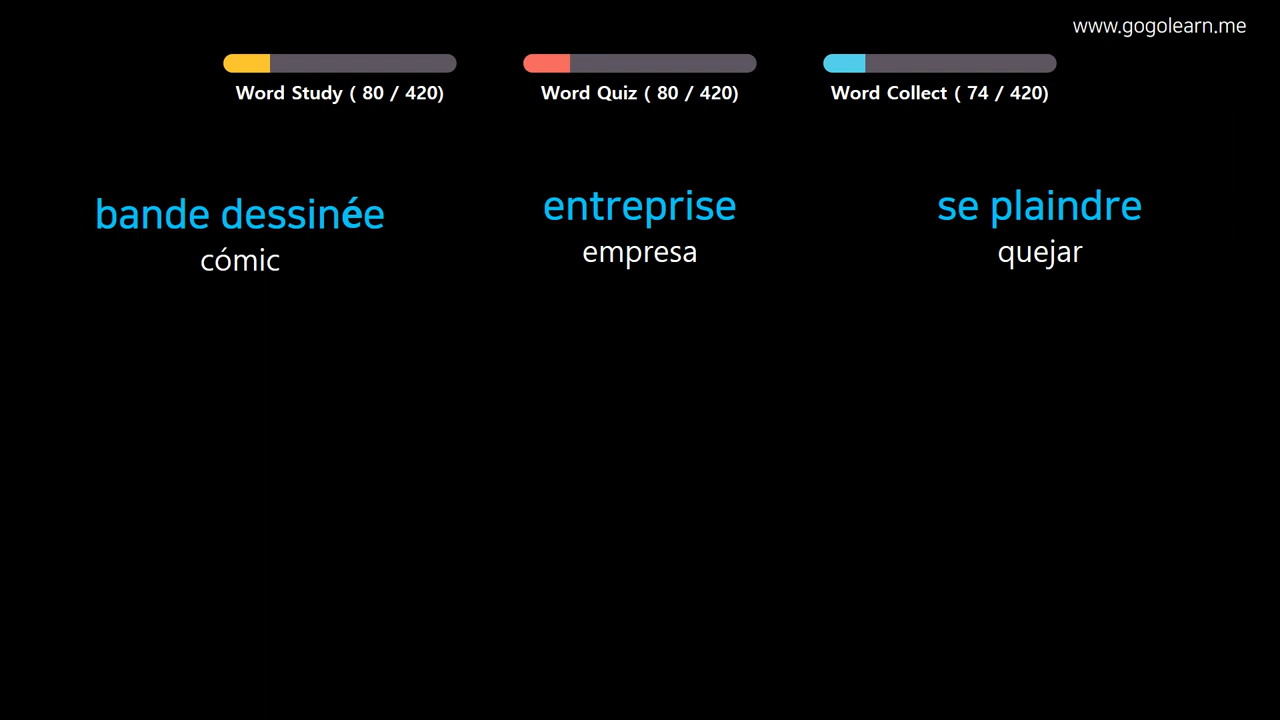 www.gogolearn.me
Word Study ( 80 / 420)
Word Quiz ( 80 / 420)
Word Collect ( 74 / 420)
bande dessinée
cómic
entreprise
empresa
se plaindre
quejar